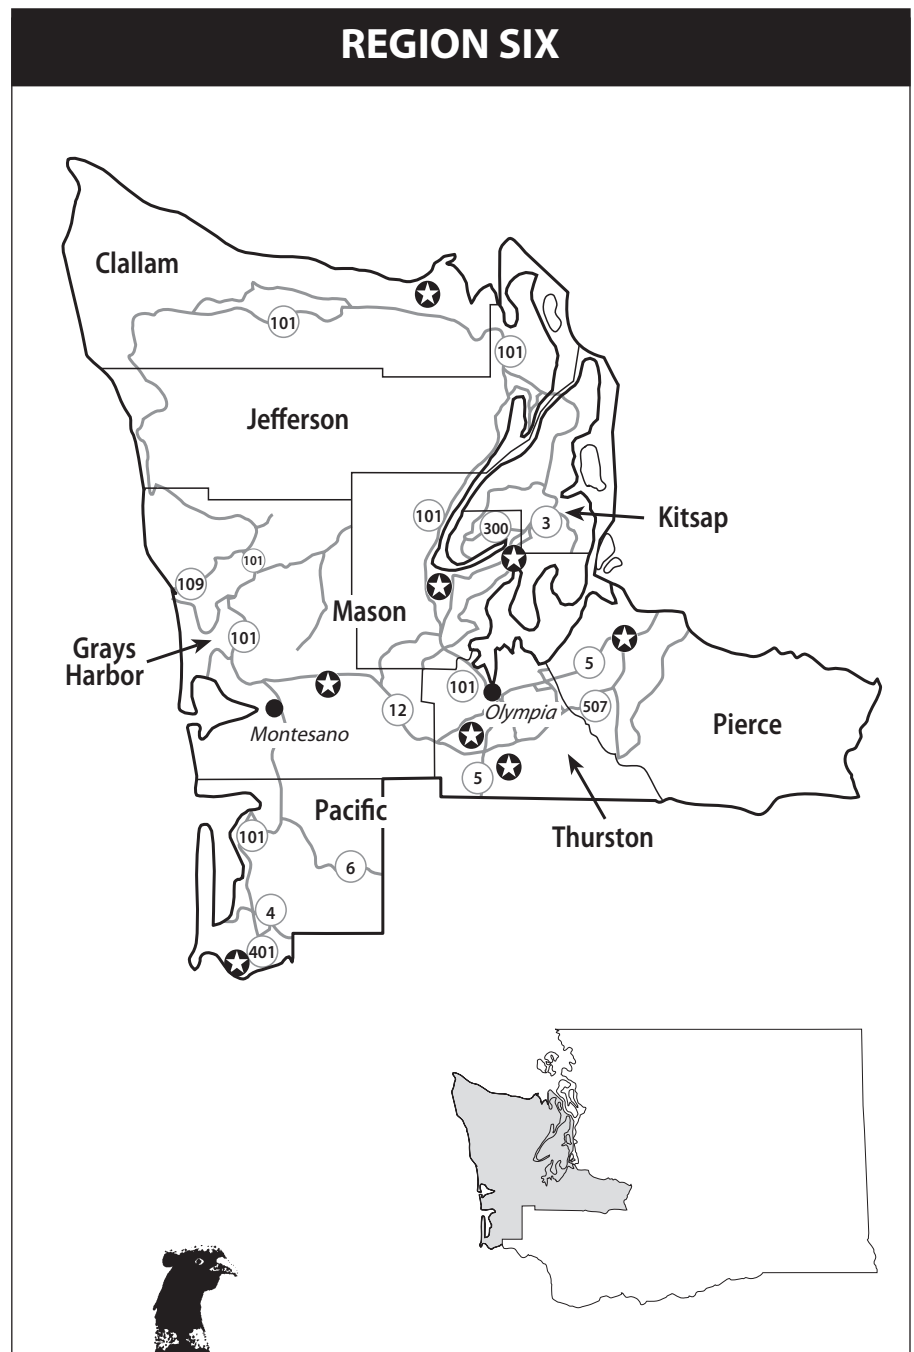 REGION SIX
Clallam
101
101
Jefferson
101
300
3
Kitsap
109
101
Mason
101
Grays
Harbor
5
101
12
507
Olympia
Montesano
Pierce
5
Pacific
Thurston
101
6
4
401